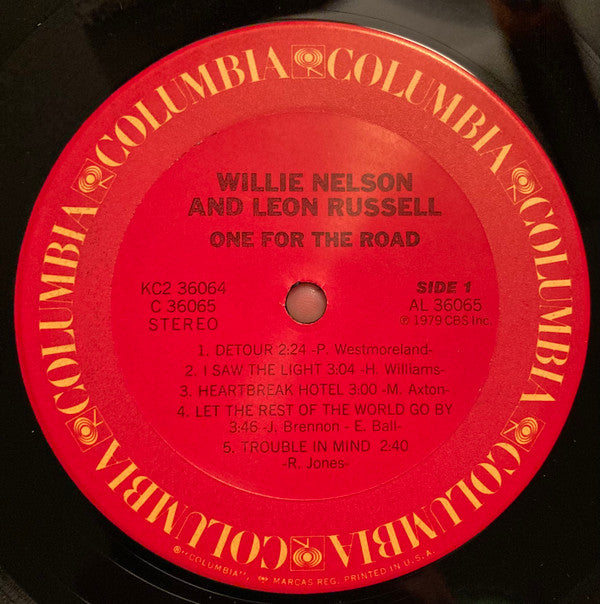 COLUMBIA COLUMBIA COLUMBIA COLUMBIA COLUMBIA COLUMBIA
WILLIE NELSON
AND LEON RUSSELL
ONE FOR THE ROAD
KC2 36064
C 36065
STEREO
SIDE 1
AL 36065
℗ 1979 CBS Inc.
1. DETOUR 2:24 -P. Westmoreland-
2. I SAW THE LIGHT 3:04 -H. Williams-
3. HEARTBREAK HOTEL 3:00 -M. Axton-
4. LET THE REST OF THE WORLD GO BY
3:46 -J. Brennon - E. Ball-
5. TROUBLE IN MIND 2:40
-R. Jones-
®"COLUMBIA", MARCAS REG. PRINTED IN U.S.A.